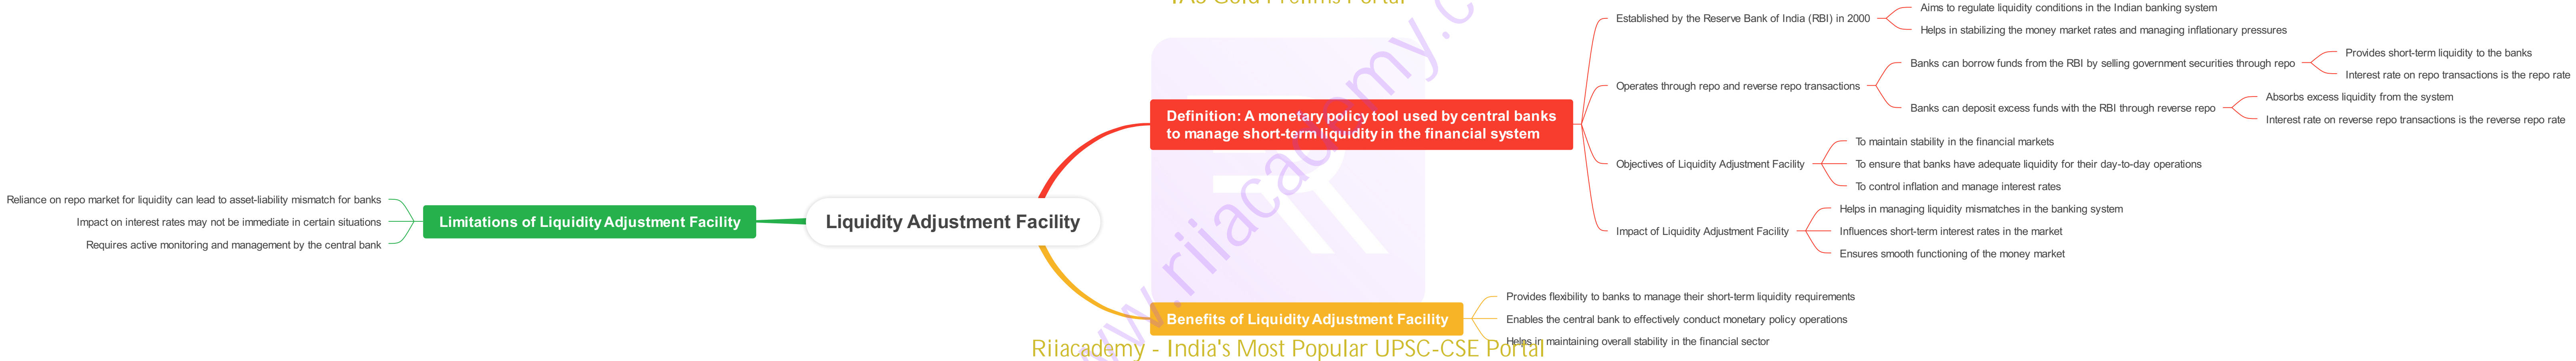 IAS Gold Prelims Portal
Established by the Reserve Bank of India (RBI) in 2000
Aims to regulate liquidity conditions in the Indian banking system
Helps in stabilizing the money market rates and managing inflationary pressures
Operates through repo and reverse repo transactions
Banks can borrow funds from the RBI by selling government securities through repo
Provides short-term liquidity to the banks
Interest rate on repo transactions is the repo rate
Banks can deposit excess funds with the RBI through reverse repo
Absorbs excess liquidity from the system
Interest rate on reverse repo transactions is the reverse repo rate
Definition: A monetary policy tool used by central banks
to manage short-term liquidity in the financial system
Objectives of Liquidity Adjustment Facility
To maintain stability in the financial markets
To ensure that banks have adequate liquidity for their day-to-day operations
To control inflation and manage interest rates
Impact of Liquidity Adjustment Facility
Helps in managing liquidity mismatches in the banking system
Influences short-term interest rates in the market
Ensures smooth functioning of the money market
Liquidity Adjustment Facility
Limitations of Liquidity Adjustment Facility
Reliance on repo market for liquidity can lead to asset-liability mismatch for banks
Impact on interest rates may not be immediate in certain situations
Requires active monitoring and management by the central bank
Benefits of Liquidity Adjustment Facility
Provides flexibility to banks to manage their short-term liquidity requirements
Enables the central bank to effectively conduct monetary policy operations
Helps in maintaining overall stability in the financial sector
Riiacademy - India's Most Popular UPSC-CSE Portal
www.riiacademy.c